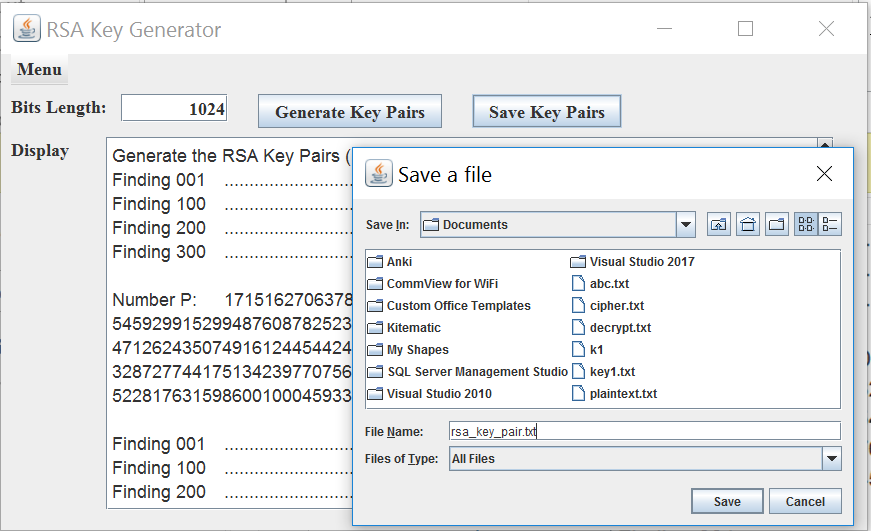 RSA Key Generator
Menu
Bits Length: 1024 Generate Key Pairs Save Key Pairs
Display
Generate the RSA Key Pairs (
Finding 001 ..........................
Finding 100 ..........................
Finding 200 ..........................
Finding 300 ..........................
Number P: 1715162706378
545929915299487608782523
471262435074916124454424
328727744175134239770756
522817631598600100045933
Finding 001 ..........................
Finding 100 ..........................
Finding 200 ..........................
Save a file
Save In: Documents
Anki
CommView for WiFi
Custom Office Templates
Kitematic
My Shapes
SQL Server Management Studio
Visual Studio 2010
Visual Studio 2017
abc.txt
cipher.txt
decrypt.txt
k1
key1.txt
plaintext.txt
File Name: rsa_key_pair.txt
Files of Type: All Files
Save Cancel